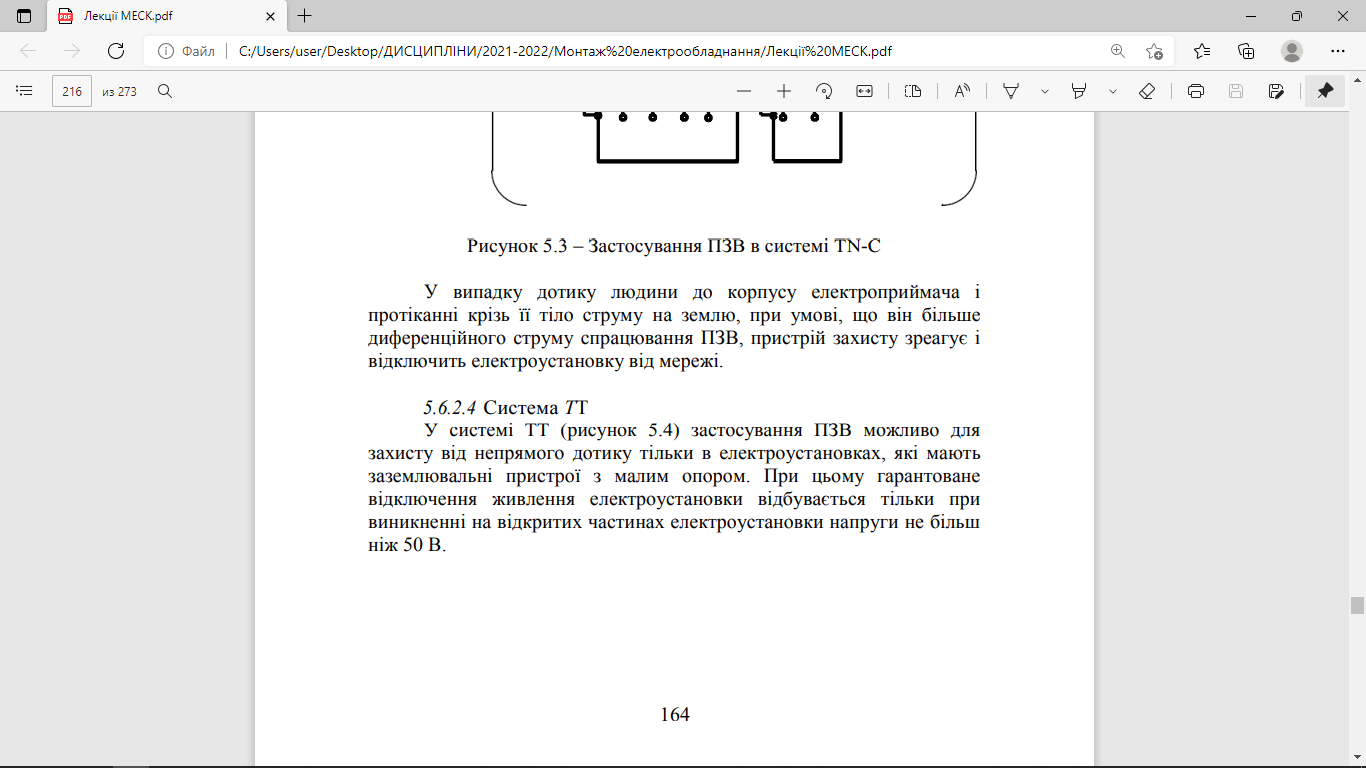 Лекції МЕСК.pdf
Файл
C:/Users/user/Desktop/ДИСЦИПЛІНИ/2021-2022/Монтаж%20електрообладнання/Лекції%20МЕСК.pdf
216 из 273
Рисунок 5.3 – Застосування ПЗВ в системі TN-C
У випадку дотику людини до корпусу електроприймача і
протіканні крізь її тіло струму на землю, при умові, що він більше
диференційного струму спрацювання ПЗВ, пристрій захисту зреагує і
відключить електроустановку від мережі.
5.6.2.4 Система ТТ
У системі ТТ (рисунок 5.4) застосування ПЗВ можливо для
захисту від непрямого дотику тільки в електроустановках, які мають
заземлювальні пристрої з малим опором. При цьому гарантоване
відключення живлення електроустановки відбувається тільки при
виникненні на відкритих частинах електроустановки напруги не більш
ніж 50 В.
164